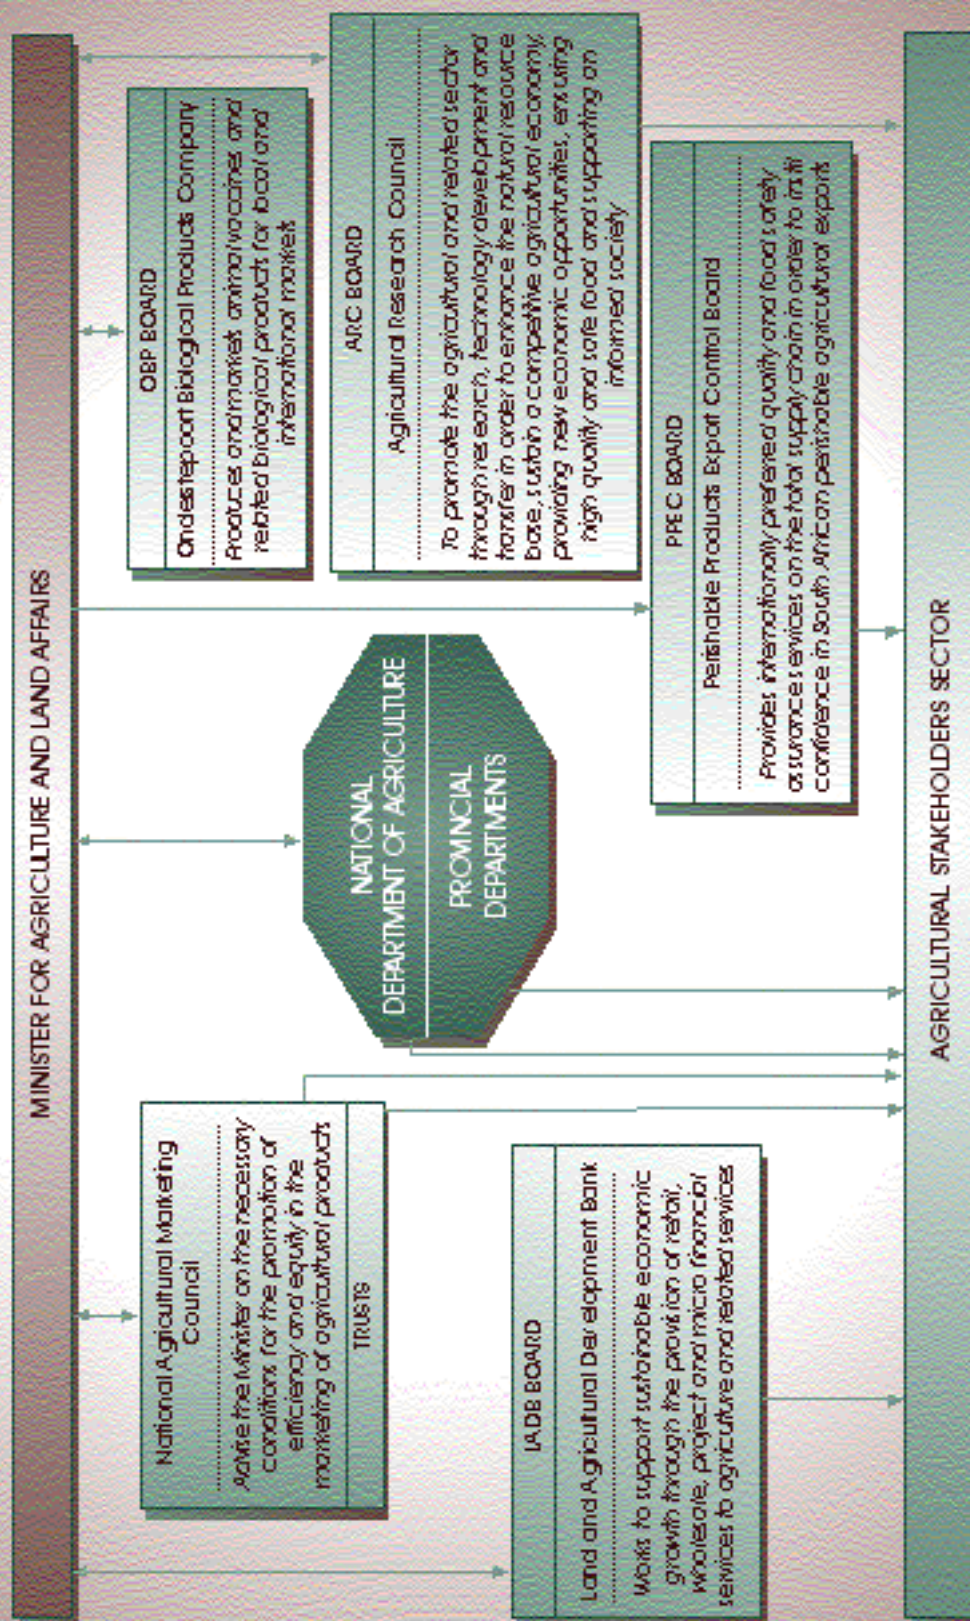 MINISTER FOR AGRICULTURE AND LAND AFFAIRS
National Agricultural Marketing
Council
Advise the Minister on the necessary
conditions for the promotion of
efficiency and equity in the
marketing of agricultural products
TRUSTS
NATIONAL
DEPARTMENT OF AGRICULTURE
PROVINCIAL
DEPARTMENTS
OBP BOARD
Onderstepoort Biological Products Company
Produces and markets animal vaccines and
related biological products for local and
international markets
ARC BOARD
Agricultural Research Council
To promote the agricultural and related sector
through research, technology development and
transfer in order to enhance the natural resource
base, sustain a competitive agricultural economy,
providing new economic opportunities, ensuring
high quality and safe food and supporting an
informed society
LADB BOARD
Land and Agricultural Development Bank
Works to support sustainable economic
growth through the provision of retail,
wholesale, project and micro financial
services to agriculture and related services
PPEC BOARD
Perishable Products Export Control Board
Provides internationally preferred quality and food safety
assurance services on the total supply chain in order to instil
confidence in South African perishable agricultural exports
AGRICULTURAL STAKEHOLDERS SECTOR